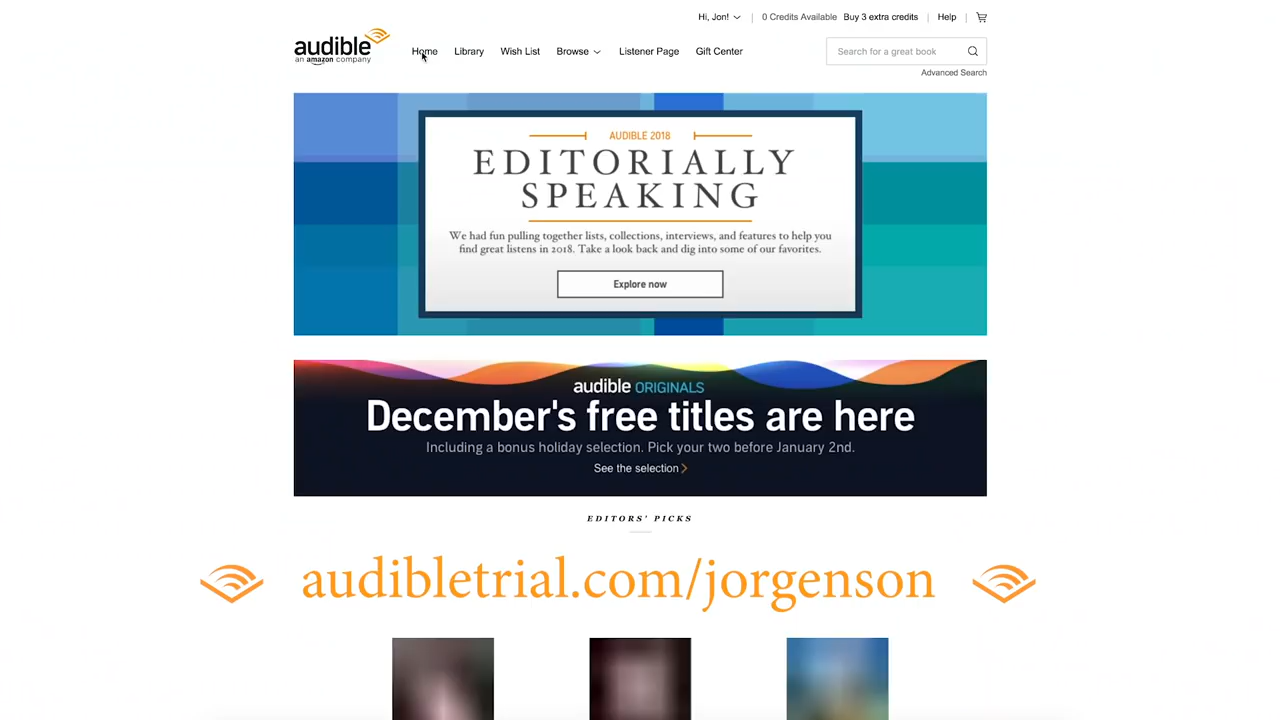 Hi, Jon! 0 Credits Available Buy 3 extra credits Help
audible
an amazon company
Home Library Wish List Browse Listener Page Gift Center
Search for a great book
Advanced Search
AUDIBLE 2018
EDITORIALLY
SPEAKING
We had fun pulling together lists, collections, interviews, and features to help you
find great listens in 2018. Take a look back and dig into some of our favorites.
Explore now
audible ORIGINALS
December's free titles are here
Including a bonus holiday selection. Pick your two before January 2nd.
See the selection
EDITORS' PICKS
audibletrial.com/jorgenson